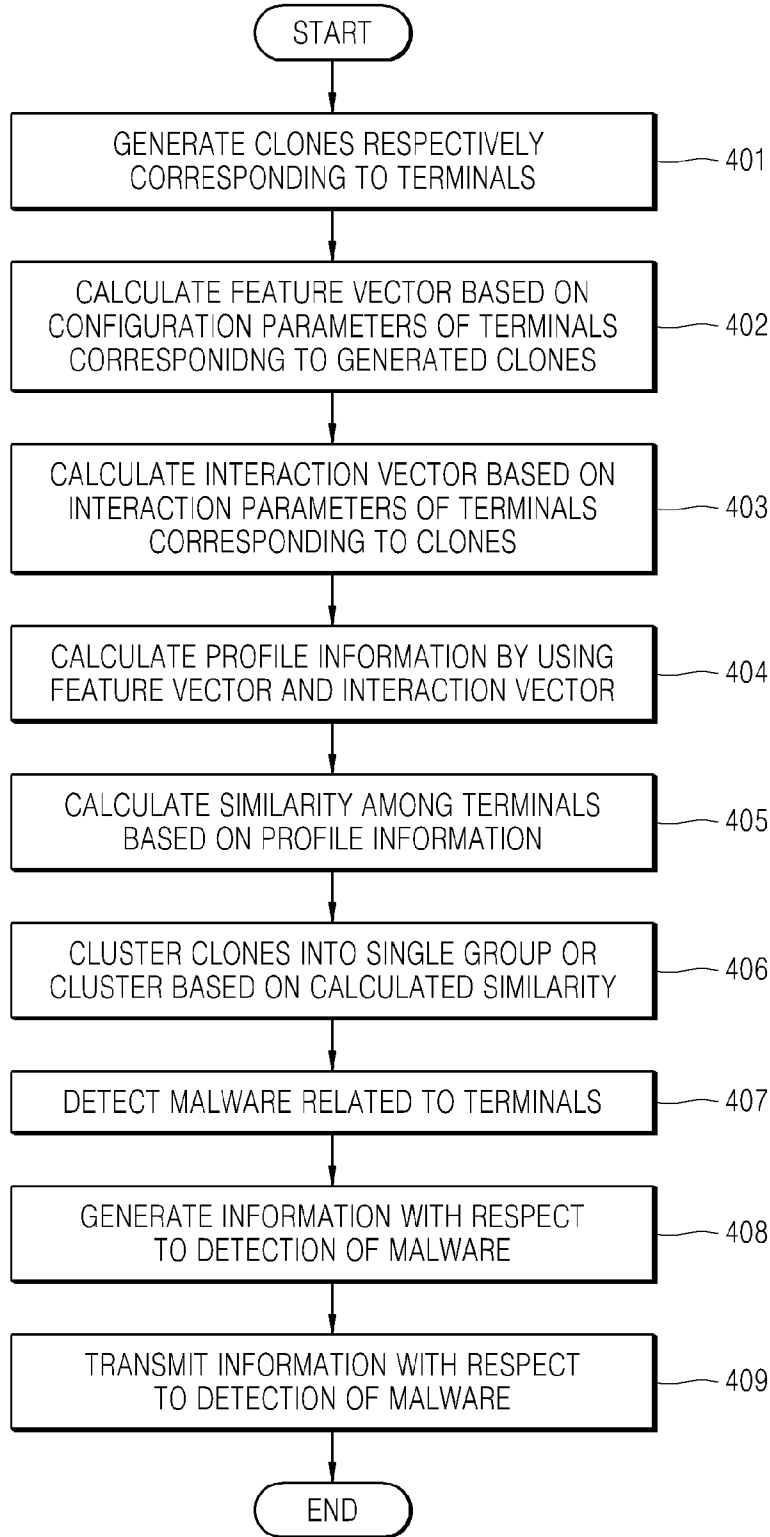 START
GENERATE CLONES RESPECTIVELY
CORRESPONDING TO TERMINALS
401
CALCULATE FEATURE VECTOR BASED ON
CONFIGURATION PARAMETERS OF TERMINALS
CORRESPONIDNG TO GENERATED CLONES
402
CALCULATE INTERACTION VECTOR BASED ON
INTERACTION PARAMETERS OF TERMINALS
CORRESPONDING TO CLONES
403
CALCULATE PROFILE INFORMATION BY USING
FEATURE VECTOR AND INTERACTION VECTOR
404
CALCULATE SIMILARITY AMONG TERMINALS
BASED ON PROFILE INFORMATION
405
CLUSTER CLONES INTO SINGLE GROUP OR
CLUSTER BASED ON CALCULATED SIMILARITY
406
DETECT MALWARE RELATED TO TERMINALS
407
GENERATE INFORMATION WITH RESPECT
TO DETECTION OF MALWARE
408
TRANSMIT INFORMATION WITH RESPECT
TO DETECTION OF MALWARE
409
END